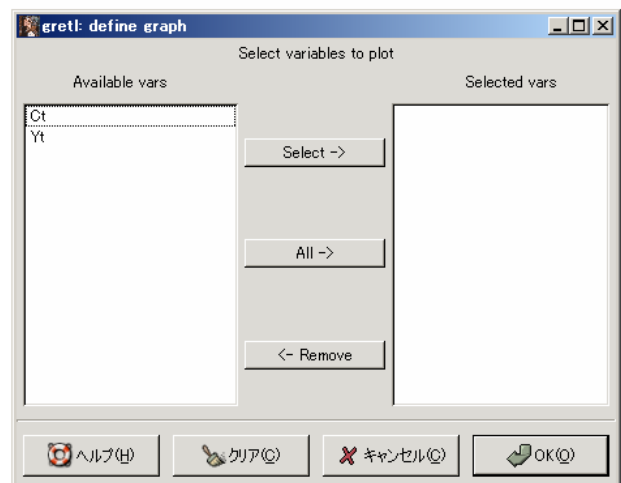 gretl: define graph
Select variables to plot
Available vars
Selected vars
Ct
Yt
Select ->
All ->
<- Remove
ヘルプ(H)
クリア(C)
キャンセル(C)
OK(O)